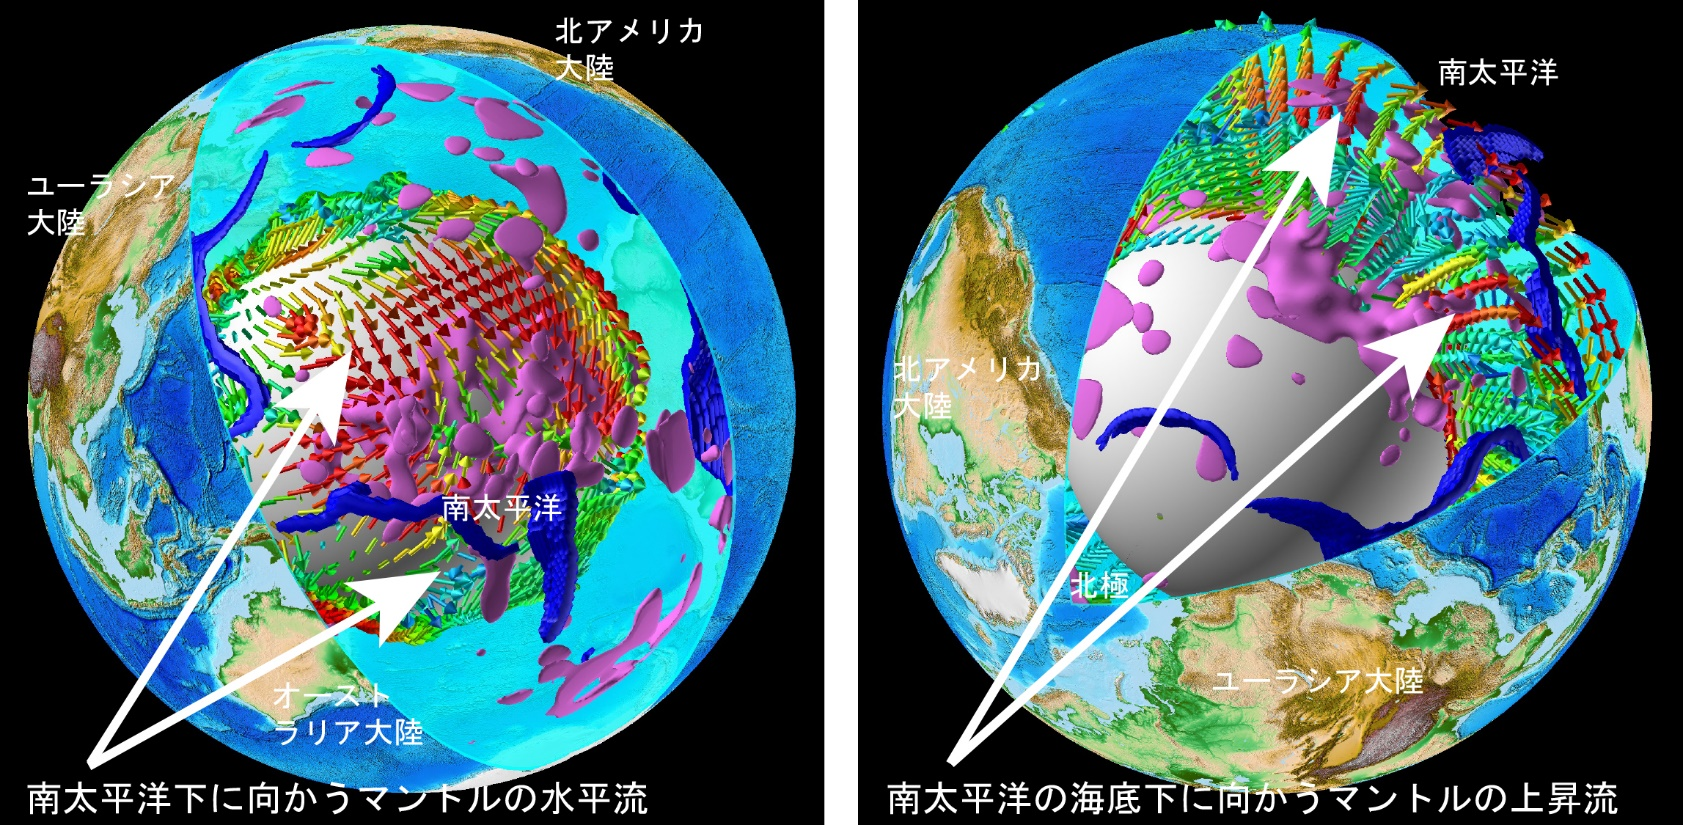 北アメリカ
大陸
ユーラシア
大陸
南太平洋
オースト
ラリア大陸
南太平洋下に向かうマントルの水平流
南太平洋
北アメリカ
大陸
北極
ユーラシア大陸
南太平洋の海底下に向かうマントルの上昇流